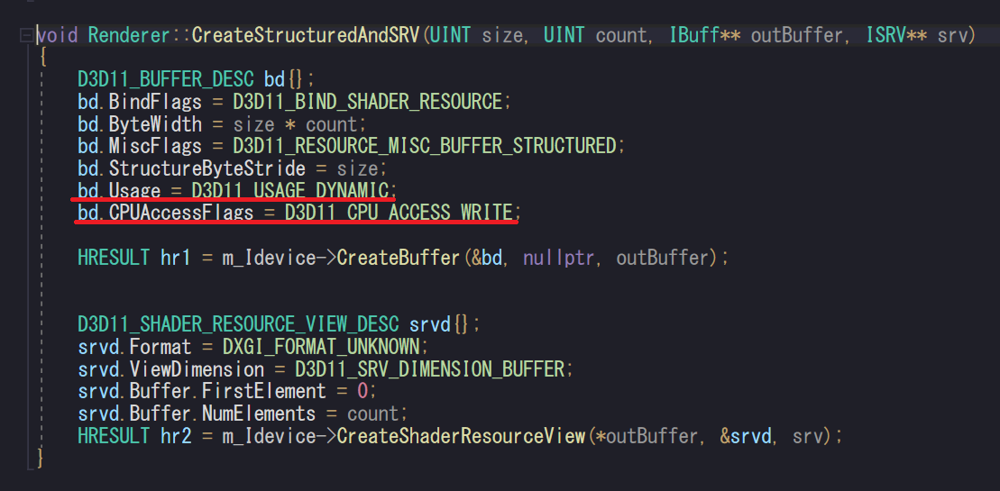 void Renderer::CreateStructuredAndSRV(UINT size, UINT count, IBuff** outBuffer, ISRV** srv)
{
D3D11_BUFFER_DESC bd{};
bd.BindFlags = D3D11_BIND_SHADER_RESOURCE;
bd.ByteWidth = size * count;
bd.MiscFlags = D3D11_RESOURCE_MISC_BUFFER_STRUCTURED;
bd.StructureByteStride = size;
bd.Usage = D3D11_USAGE_DYNAMIC;
bd.CPUAccessFlags = D3D11_CPU_ACCESS_WRITE;
HRESULT hr1 = m_Idevice->CreateBuffer(&bd, nullptr, outBuffer);
D3D11_SHADER_RESOURCE_VIEW_DESC srvd{};
srvd.Format = DXGI_FORMAT_UNKNOWN;
srvd.ViewDimension = D3D11_SRV_DIMENSION_BUFFER;
srvd.Buffer.FirstElement = 0;
srvd.Buffer.NumElements = count;
HRESULT hr2 = m_Idevice->CreateShaderResourceView(*outBuffer, &srvd, srv);
}